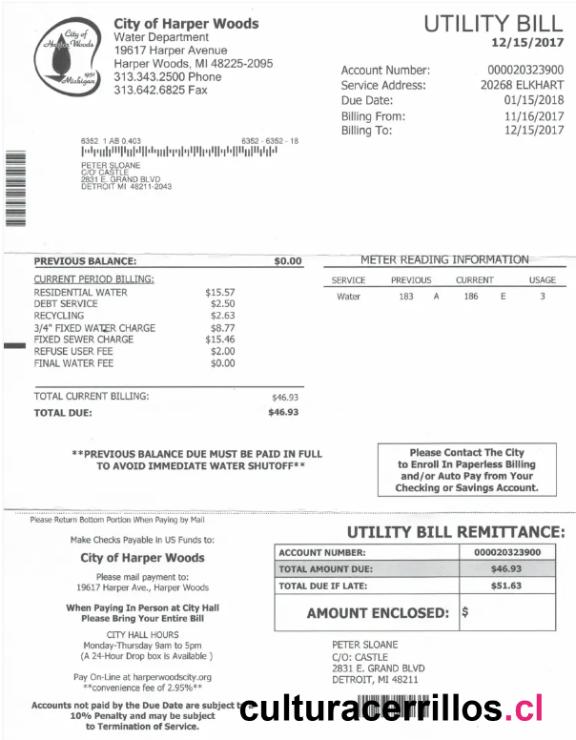 City of
Harper Woods
1951
Michigan
City of Harper Woods
Water Department
19617 Harper Avenue
Harper Woods, MI 48225-2095
313.343.2500 Phone
313.642.6825 Fax
UTILITY BILL
12/15/2017
Account Number: 000020323900
Service Address: 20268 ELKHART
Due Date: 01/15/2018
Billing From: 11/16/2017
Billing To: 12/15/2017
6352 1 AB 0.403 6352 - 6352 - 18
PETER SLOANE
C/O CASTLE
2831 E. GRAND BLVD
DETROIT MI 48211-2043
PREVIOUS BALANCE: $0.00
CURRENT PERIOD BILLING:
RESIDENTIAL WATER $15.57
DEBT SERVICE $2.50
RECYCLING $2.63
3/4" FIXED WATER CHARGE $8.77
FIXED SEWER CHARGE $15.46
REFUSE USER FEE $2.00
FINAL WATER FEE $0.00
TOTAL CURRENT BILLING: $46.93
TOTAL DUE: $46.93
METER READING INFORMATION
SERVICE PREVIOUS CURRENT USAGE
Water 183 A 186 E 3
**PREVIOUS BALANCE DUE MUST BE PAID IN FULL
TO AVOID IMMEDIATE WATER SHUTOFF**
Please Contact The City
to Enroll In Paperless Billing
and/or Auto Pay from Your
Checking or Savings Account.
Please Return Bottom Portion When Paying by Mail
Make Checks Payable In US Funds to:
City of Harper Woods
Please mail payment to:
19617 Harper Ave., Harper Woods
When Paying In Person at City Hall
Please Bring Your Entire Bill
CITY HALL HOURS
Monday-Thursday 9am to 5pm
(A 24-Hour Drop box is Available )
Pay On-Line at harperwoodscity.org
**convenience fee of 2.95%**
Accounts not paid by the Due Date are subject to
10% Penalty and may be subject
to Termination of Service.
UTILITY BILL REMITTANCE:
ACCOUNT NUMBER: 000020323900
TOTAL AMOUNT DUE: $46.93
TOTAL DUE IF LATE: $51.63
AMOUNT ENCLOSED: $
PETER SLOANE
C/O: CASTLE
2831 E. GRAND BLVD
DETROIT, MI 48211
culturacerrillos.cl